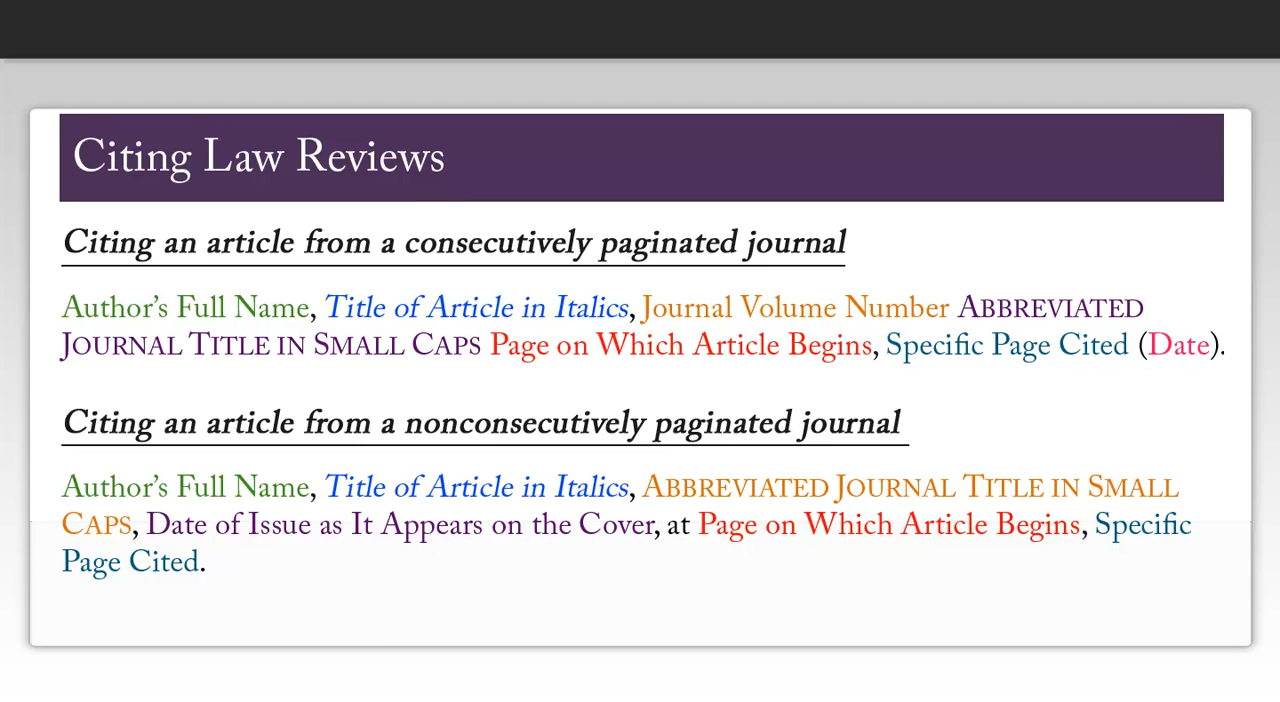 Citing Law Reviews
Citing an article from a consecutively paginated journal
Author's Full Name, Title of Article in Italics, Journal Volume Number ABBREVIATED
JOURNAL TITLE IN SMALL CAPS Page on Which Article Begins, Specific Page Cited (Date).
Citing an article from a nonconsecutively paginated journal
Author's Full Name, Title of Article in Italics, ABBREVIATED JOURNAL TITLE IN SMALL
CAPS, Date of Issue as It Appears on the Cover, at Page on Which Article Begins, Specific
Page Cited.